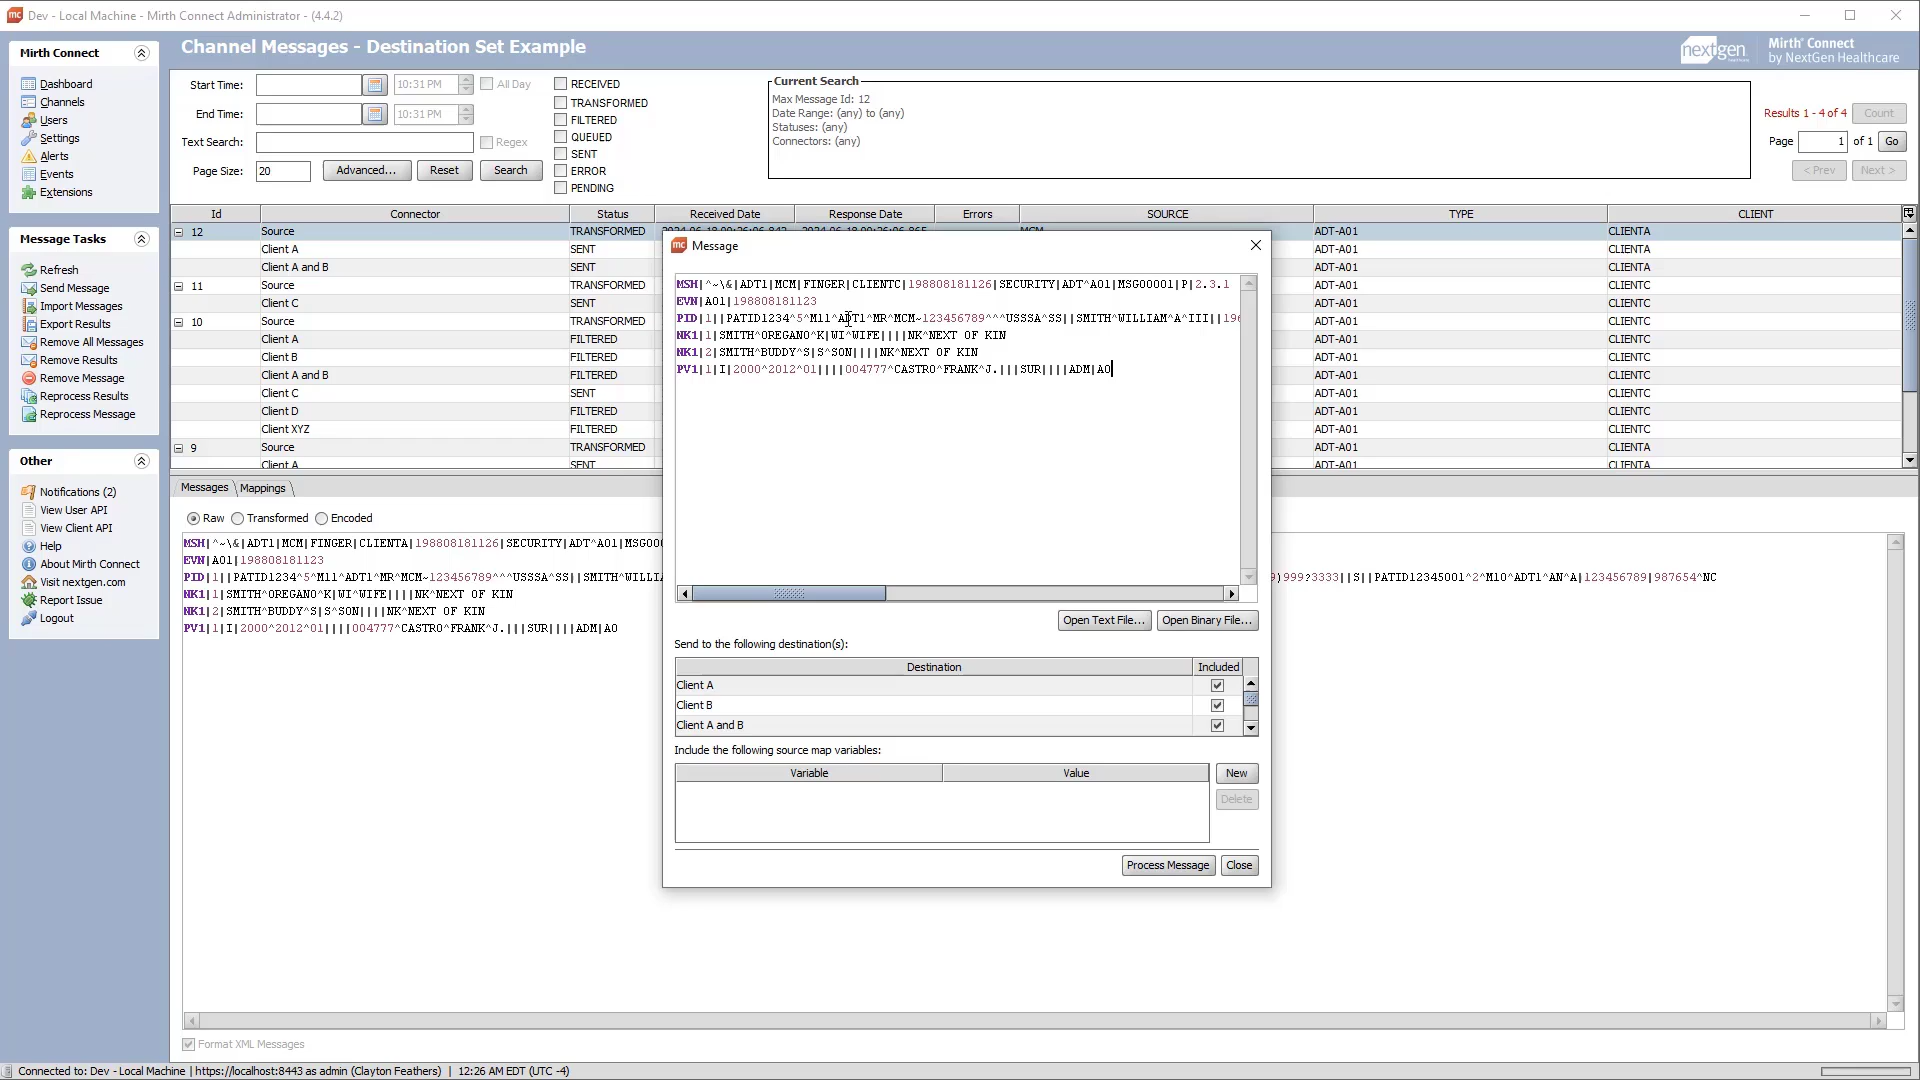 mc Dev - Local Machine - Mirth Connect Administrator - (4.4.2)
Mirth Connect
Dashboard
Channels
Users
Settings
Alerts
Events
Extensions
Message Tasks
Refresh
Send Message
Import Messages
Export Results
Remove All Messages
Remove Results
Remove Message
Reprocess Results
Reprocess Message
Other
Notifications (2)
View User API
View Client API
Help
About Mirth Connect
Visit nextgen.com
Report Issue
Logout
Channel Messages - Destination Set Example
nextgen
Mirth® Connect
by NextGen Healthcare
Start Time: 10:31 PM All Day
End Time: 10:31 PM
Text Search: Regex
Page Size: 20 Advanced... Reset Search
RECEIVED
TRANSFORMED
FILTERED
QUEUED
SENT
ERROR
PENDING
Current Search
Max Message Id: 12
Date Range: (any) to (any)
Statuses: (any)
Connectors: (any)
Results 1 - 4 of 4 Count
Page 1 of 1 Go
< Prev Next >
Id Connector Status Received Date Response Date Errors SOURCE TYPE CLIENT
12 Source TRANSFORMED ADT-A01 CLIENTA
Client A SENT ADT-A01 CLIENTA
Client A and B SENT ADT-A01 CLIENTA
11 Source TRANSFORMED ADT-A01 CLIENTC
Client C SENT ADT-A01 CLIENTC
10 Source TRANSFORMED ADT-A01 CLIENTC
Client A FILTERED ADT-A01 CLIENTC
Client B FILTERED ADT-A01 CLIENTC
Client A and B FILTERED ADT-A01 CLIENTC
Client C SENT ADT-A01 CLIENTC
Client D FILTERED ADT-A01 CLIENTC
Client XYZ FILTERED ADT-A01 CLIENTC
9 Source TRANSFORMED ADT-A01 CLIENTA
Client A SENT ADT-A01 CLIENTA
mc Message
MSH|^~\&|ADT1|MCM|FINGER|CLIENTC|198808181126|SECURITY|ADT^A01|MSG00001|P|2.3.1
EVN|A01|198808181123
PID|1||PATID1234^5^M11^ADT1^MR^MCM~123456789^^^USSSA^SS||SMITH^WILLIAM^A^III||196
NK1|1|SMITH^OREGANO^K|WI^WIFE||||NK^NEXT OF KIN
NK1|2|SMITH^BUDDY^S|S^SON||||NK^NEXT OF KIN
PV1|1|I|2000^2012^01||||004777^CASTRO^FRANK^J.|||SUR||||ADM|A0
Open Text File... Open Binary File...
Send to the following destination(s):
Destination Included
Client A
Client B
Client A and B
Include the following source map variables:
Variable Value
New
Delete
Process Message Close
Messages Mappings
Raw Transformed Encoded
MSH|^~\&|ADT1|MCM|FINGER|CLIENTA|198808181126|SECURITY|ADT^A01|MSG00
EVN|A01|198808181123
PID|1||PATID1234^5^M11^ADT1^MR^MCM~123456789^^^USSSA^SS||SMITH^WILLI )999?3333||S||PATID12345001^2^M10^ADT1^AN^A|123456789|987654^NC
NK1|1|SMITH^OREGANO^K|WI^WIFE||||NK^NEXT OF KIN
NK1|2|SMITH^BUDDY^S|S^SON||||NK^NEXT OF KIN
PV1|1|I|2000^2012^01||||004777^CASTRO^FRANK^J.|||SUR||||ADM|A0
Format XML Messages
Connected to: Dev - Local Machine | https://localhost:8443 as admin (Clayton Feathers) | 12:26 AM EDT (UTC -4)